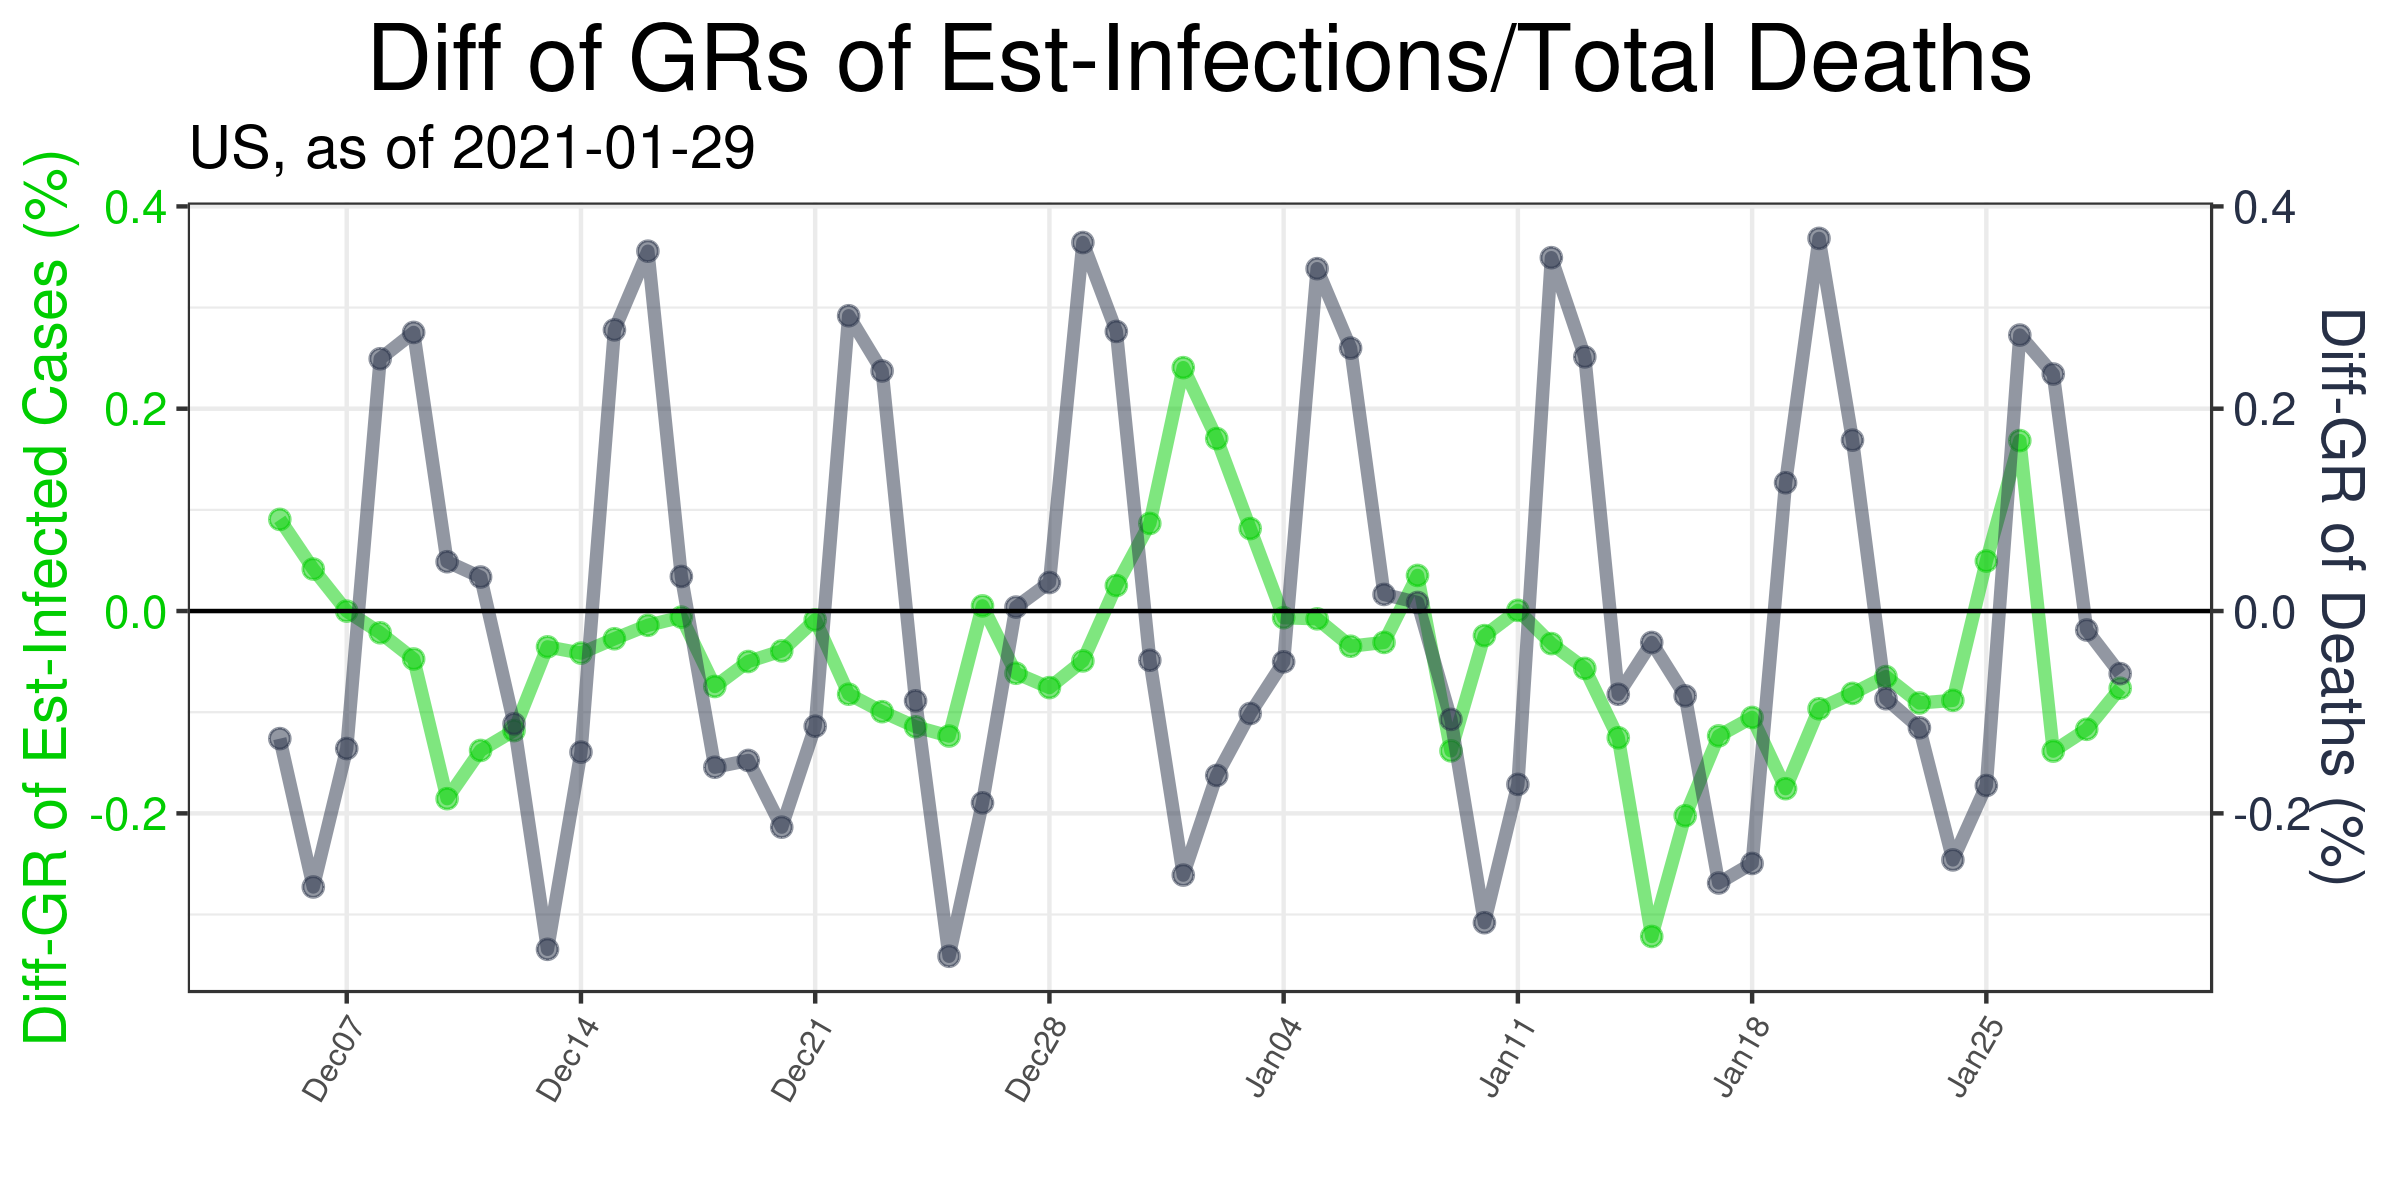 Diff of GRs of Est-Infections/Total Deaths
US, as of 2021-01-29
Diff-GR of Est-Infected Cases (%)
0.4
0.2
0.0
-0.2
0.4
0.2
0.0
-0.2
Diff-GR of Deaths (%)
Dec07
Dec14
Dec21
Dec28
Jan04
Jan11
Jan18
Jan25